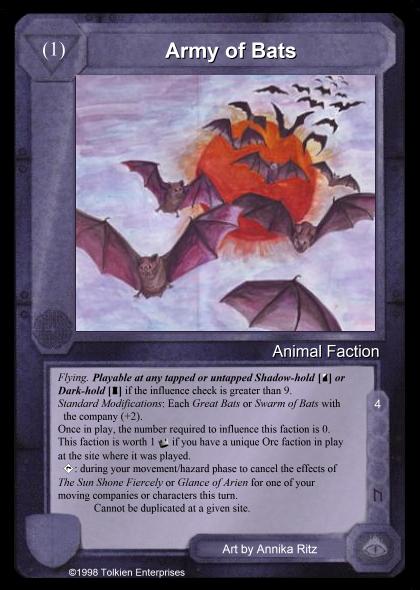 (1)
Army of Bats
Animal Faction
Flying. Playable at any tapped or untapped Shadow-hold [] or
Dark-hold [] if the influence check is greater than 9.
Standard Modifications: Each Great Bats or Swarm of Bats with
the company (+2).
Once in play, the number required to influence this faction is 0.
This faction is worth 1 if you have a unique Orc faction in play
at the site where it was played.
: during your movement/hazard phase to cancel the effects of
The Sun Shone Fiercely or Glance of Arien for one of your
moving companies or characters this turn.
Cannot be duplicated at a given site.
4
Art by Annika Ritz
©1998 Tolkien Enterprises